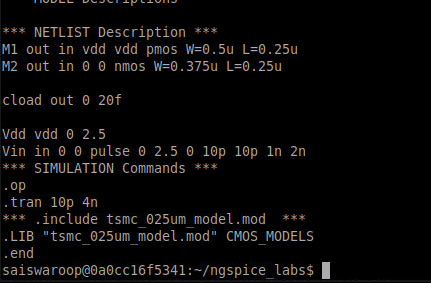 MODEL Descriptions
*** NETLIST Description ***
M1 out in vdd vdd pmos W=0.5u L=0.25u
M2 out in 0 0 nmos W=0.375u L=0.25u
cload out 0 20f
Vdd vdd 0 2.5
Vin in 0 0 pulse 0 2.5 0 10p 10p 1n 2n
*** SIMULATION Commands ***
.op
.tran 10p 4n
*** .include tsmc_025um_model.mod  ***
.LIB "tsmc_025um_model.mod" CMOS_MODELS
.end
saiswaroop@0a0cc16f5341:~/ngspice_labs$